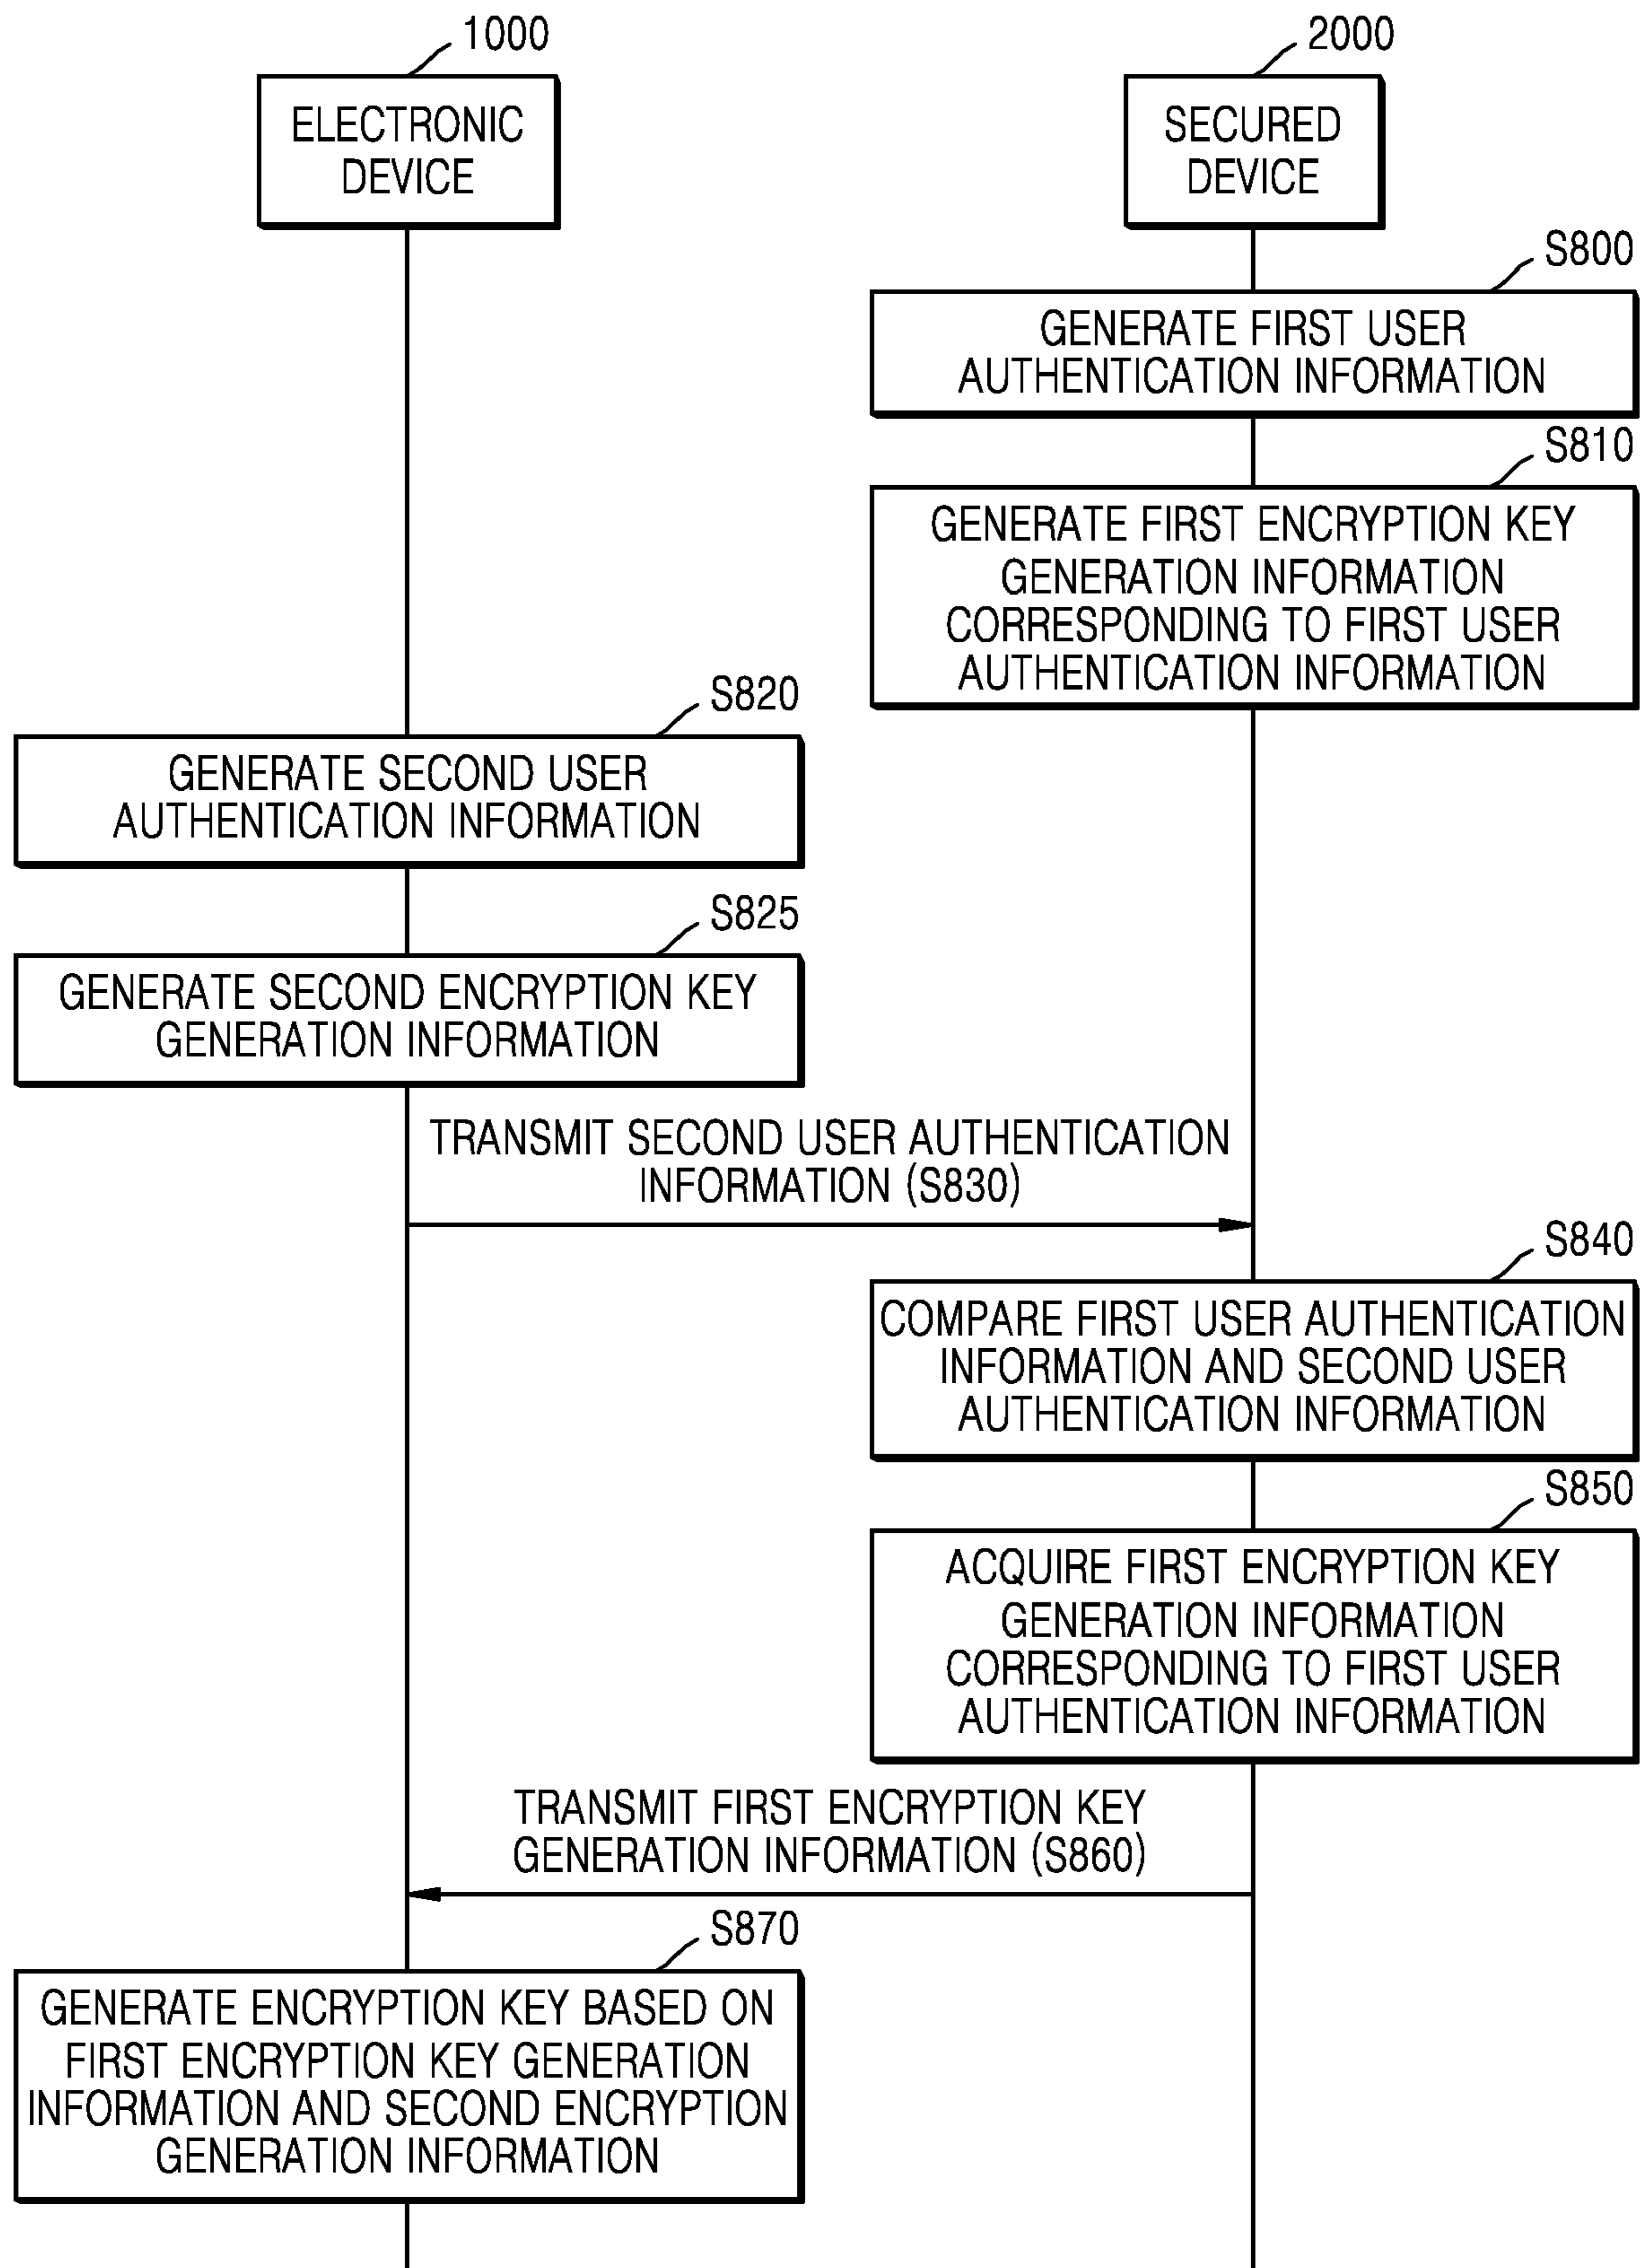 1000
ELECTRONIC
DEVICE
2000
SECURED
DEVICE
S800
GENERATE FIRST USER
AUTHENTICATION INFORMATION
S810
GENERATE FIRST ENCRYPTION KEY
GENERATION INFORMATION
CORRESPONDING TO FIRST USER
AUTHENTICATION INFORMATION
S820
GENERATE SECOND USER
AUTHENTICATION INFORMATION
S825
GENERATE SECOND ENCRYPTION KEY
GENERATION INFORMATION
TRANSMIT SECOND USER AUTHENTICATION
INFORMATION (S830)
S840
COMPARE FIRST USER AUTHENTICATION
INFORMATION AND SECOND USER
AUTHENTICATION INFORMATION
S850
ACQUIRE FIRST ENCRYPTION KEY
GENERATION INFORMATION
CORRESPONDING TO FIRST USER
AUTHENTICATION INFORMATION
TRANSMIT FIRST ENCRYPTION KEY
GENERATION INFORMATION (S860)
S870
GENERATE ENCRYPTION KEY BASED ON
FIRST ENCRYPTION KEY GENERATION
INFORMATION AND SECOND ENCRYPTION
GENERATION INFORMATION